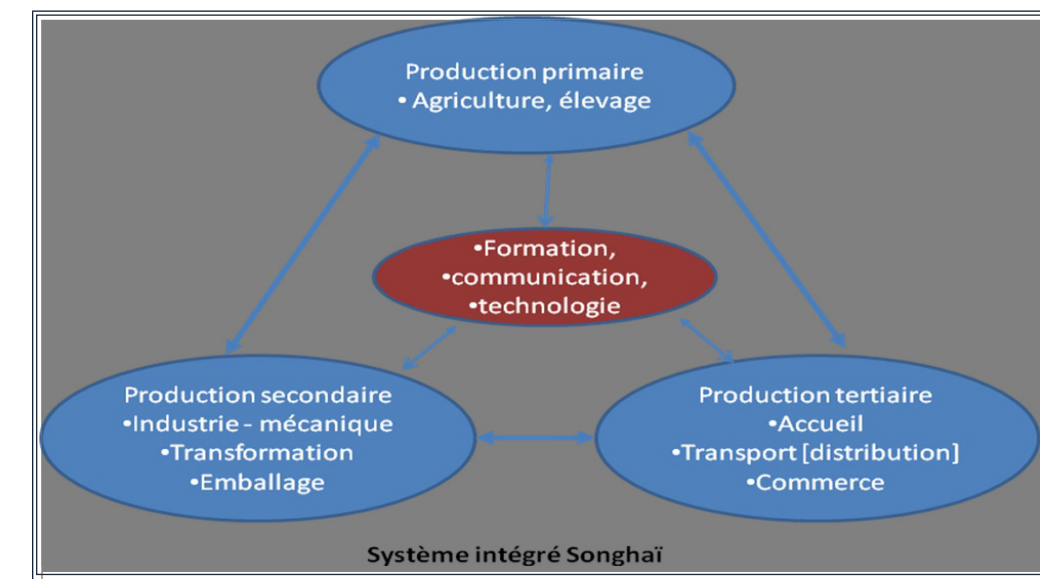 Production primaire
• Agriculture, élevage
•Formation,
•communication,
•technologie
Production secondaire
•Industrie - mécanique
•Transformation
•Emballage
Production tertiaire
•Accueil
•Transport [distribution]
•Commerce
Système intégré Songhaï